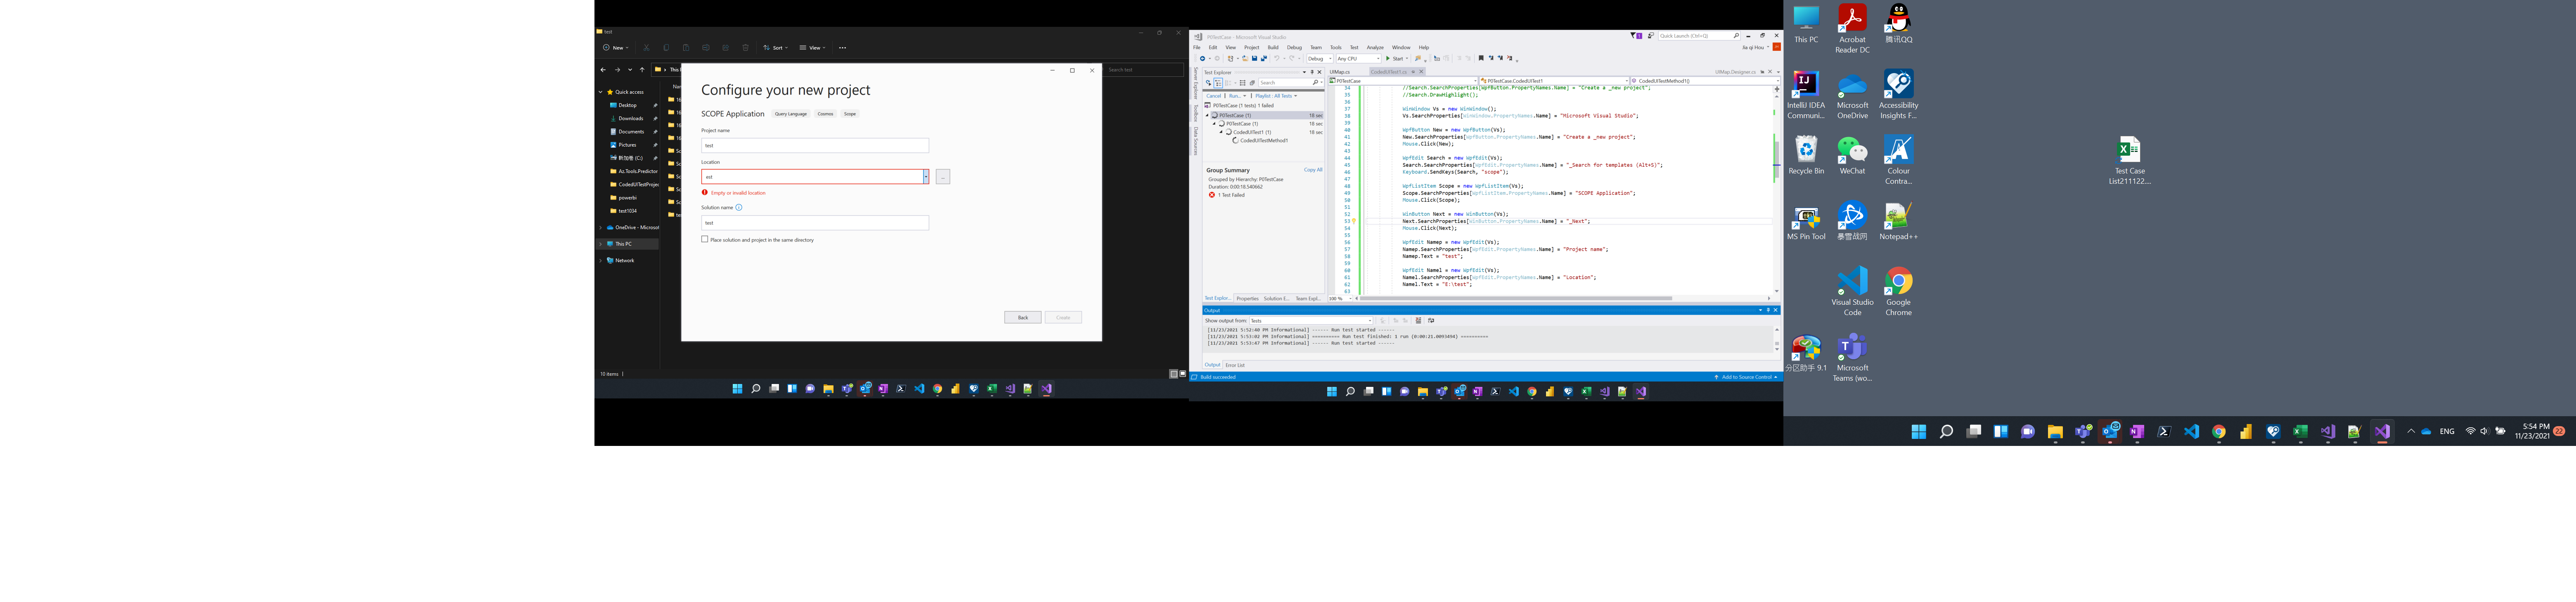 test
New
Sort
View
This
Search test
Quick access
Desktop
Downloads
Documents
Pictures
新加卷 (C:)
As.Tools.Predictor
CodedUITestProjec
powerbi
test1034
OneDrive - Microsof
This PC
Network
10 items
Configure your new project
SCOPE Application
Query Language
Cosmos
Scope
Project name
test
Location
est
Empty or invalid location
Solution name
test
Place solution and project in the same directory
Back
Create
P0TestCase - Microsoft Visual Studio
Quick Launch (Ctrl+Q)
File Edit View Project Build Debug Team Tools Test Analyze Window Help
Jia qi Hou
Debug
Any CPU
Start
Server Explorer
Toolbox
Data Sources
Test Explorer
Search
Cancel | Run... | Playlist : All Tests
P0TestCase (1 tests) 1 failed
P0TestCase (1) 18 sec
P0TestCase (1) 18 sec
CodedUITest1 (1) 18 sec
CodedUITestMethod1
Group Summary
Copy All
Grouped by Hierarchy: P0TestCase
Duration: 0:00:18.540662
1 Test Failed
Test Explor... Properties Solution E... Team Expl...
UIMap.cs
CodedUITest1.cs
UIMap.Designer.cs
P0TestCase
P0TestCase.CodedUITest1
CodedUITestMethod1()
34 //Search.SearchProperties[WpfButton.PropertyNames.Name] = "Create a _new project";
35 //Search.DrawHighlight();
36
37 WinWindow Vs = new WinWindow();
38 Vs.SearchProperties[WinWindow.PropertyNames.Name] = "Microsoft Visual Studio";
39
40 WpfButton New = new WpfButton(Vs);
41 New.SearchProperties[WpfButton.PropertyNames.Name] = "Create a _new project";
42 Mouse.Click(New);
43
44 WpfEdit Search = new WpfEdit(Vs);
45 Search.SearchProperties[WpfEdit.PropertyNames.Name] = "_Search for templates (Alt+S)";
46 Keyboard.SendKeys(Search, "scope");
47
48 WpfListItem Scope = new WpfListItem(Vs);
49 Scope.SearchProperties[WpfListItem.PropertyNames.Name] = "SCOPE Application";
50 Mouse.Click(Scope);
51
52 WinButton Next = new WinButton(Vs);
53 Next.SearchProperties[WinButton.PropertyNames.Name] = "_Next";
54 Mouse.Click(Next);
55
56 WpfEdit Namep = new WpfEdit(Vs);
57 Namep.SearchProperties[WpfEdit.PropertyNames.Name] = "Project name";
58 Namep.Text = "test";
59
60 WpfEdit Namel = new WpfEdit(Vs);
61 Namel.SearchProperties[WpfEdit.PropertyNames.Name] = "Location";
62 Namel.Text = "E:\test";
63
100 %
Output
Show output from: Tests
[11/23/2021 5:52:40 PM Informational] ------ Run test started ------
[11/23/2021 5:53:02 PM Informational] ========== Run test finished: 1 run (0:00:21.0093494) ==========
[11/23/2021 5:53:47 PM Informational] ------ Run test started ------
Output Error List
Build succeeded
Add to Source Control
This PC
Acrobat Reader DC
腾讯QQ
IntelliJ IDEA Communi...
Microsoft OneDrive
Accessibility Insights F...
Recycle Bin
WeChat
Colour Contra...
Test Case List211122....
MS Pin Tool
暴雪战网
Notepad++
Visual Studio Code
Google Chrome
分区助手 9.1
Microsoft Teams (wo...
ENG
5:54 PM
11/23/2021
22